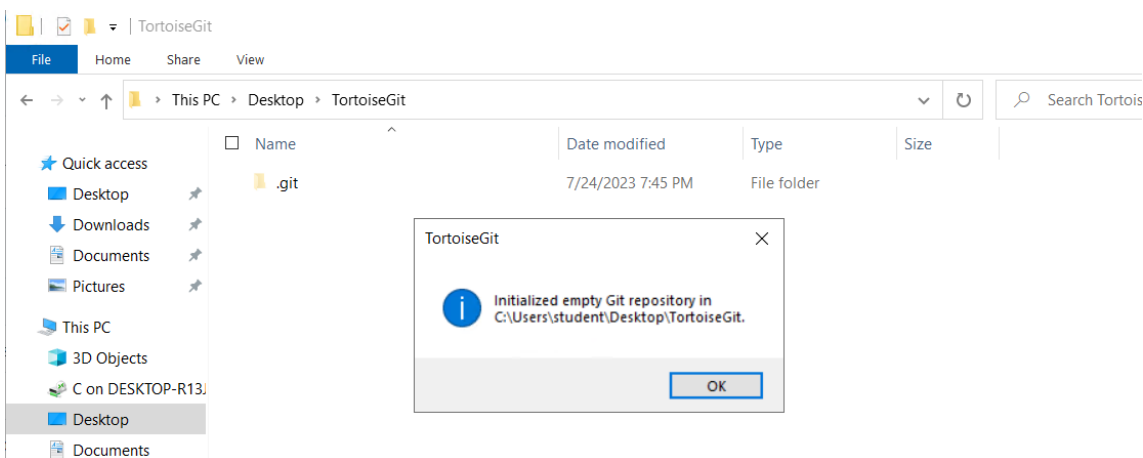 TortoiseGit
File Home Share View
This PC Desktop TortoiseGit Search Tortois
Name Date modified Type Size
Quick access
.git 7/24/2023 7:45 PM File folder
Desktop
Downloads
TortoiseGit
Documents
Pictures
Initialized empty Git repository in
C:\Users\student\Desktop\TortoiseGit.
This PC
3D Objects
C on DESKTOP-R13J
OK
Desktop
Documents